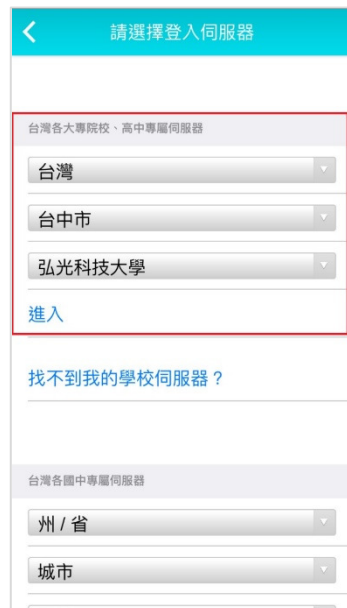 請選擇登入伺服器
台灣各大專院校、高中專屬伺服器
台灣
台中市
弘光科技大學
進入
找不到我的學校伺服器？
台灣各國中專屬伺服器
州 / 省
城市